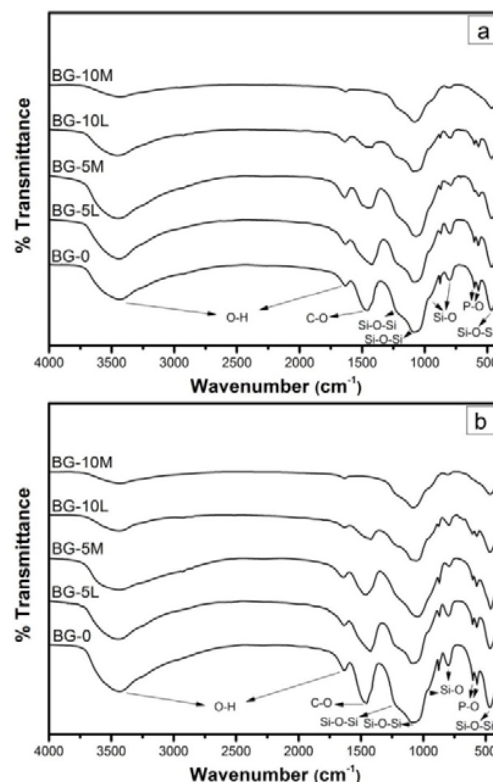 a
BG-10M
BG-10L
BG-5M
BG-5L
BG-0
% Transmittance
O-H
C-O
Si-O-Si
Si-O-Si
Si-O
P-O
Si-O-S
4000 3500 3000 2500 2000 1500 1000 500
Wavenumber (cm-1)
b
BG-10M
BG-10L
BG-5M
BG-5L
BG-0
% Transmittance
O-H
C-O
Si-O-Si
Si-O-Si
Si-O
P-O
Si-O-Si
4000 3500 3000 2500 2000 1500 1000 500
Wavenumber (cm-1)